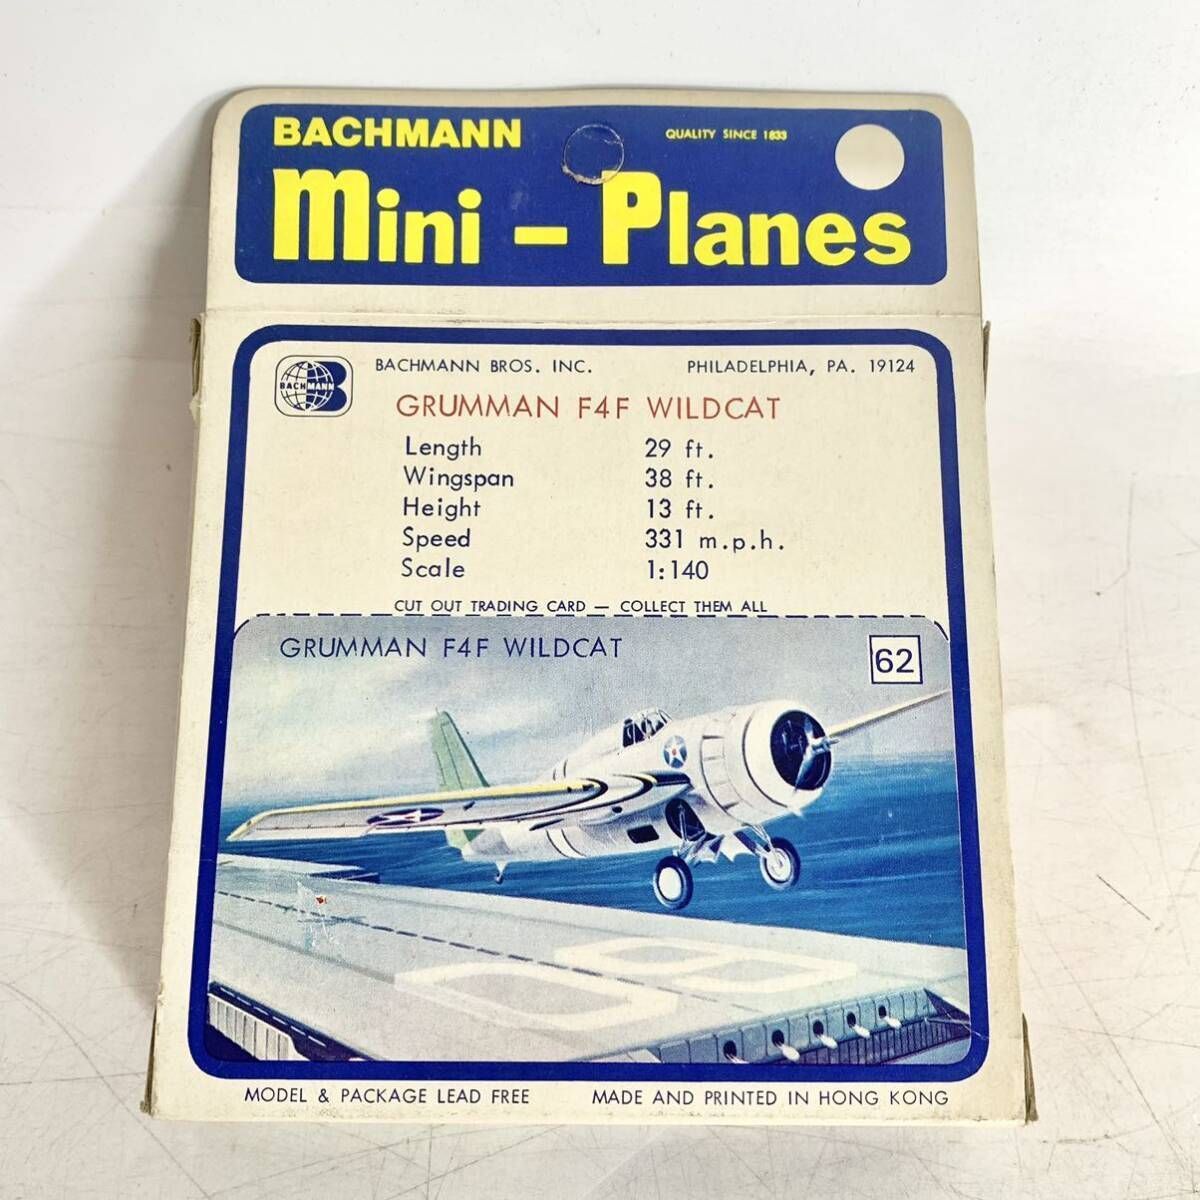 BACHMANN
QUALITY SINCE 1833
Mini - Planes
BACHMANN
BACHMANN BROS. INC. PHILADELPHIA, PA. 19124
GRUMMAN F4F WILDCAT
Length 29 ft.
Wingspan 38 ft.
Height 13 ft.
Speed 331 m.p.h.
Scale 1:140
CUT OUT TRADING CARD — COLLECT THEM ALL
GRUMMAN F4F WILDCAT 62
MODEL & PACKAGE LEAD FREE MADE AND PRINTED IN HONG KONG